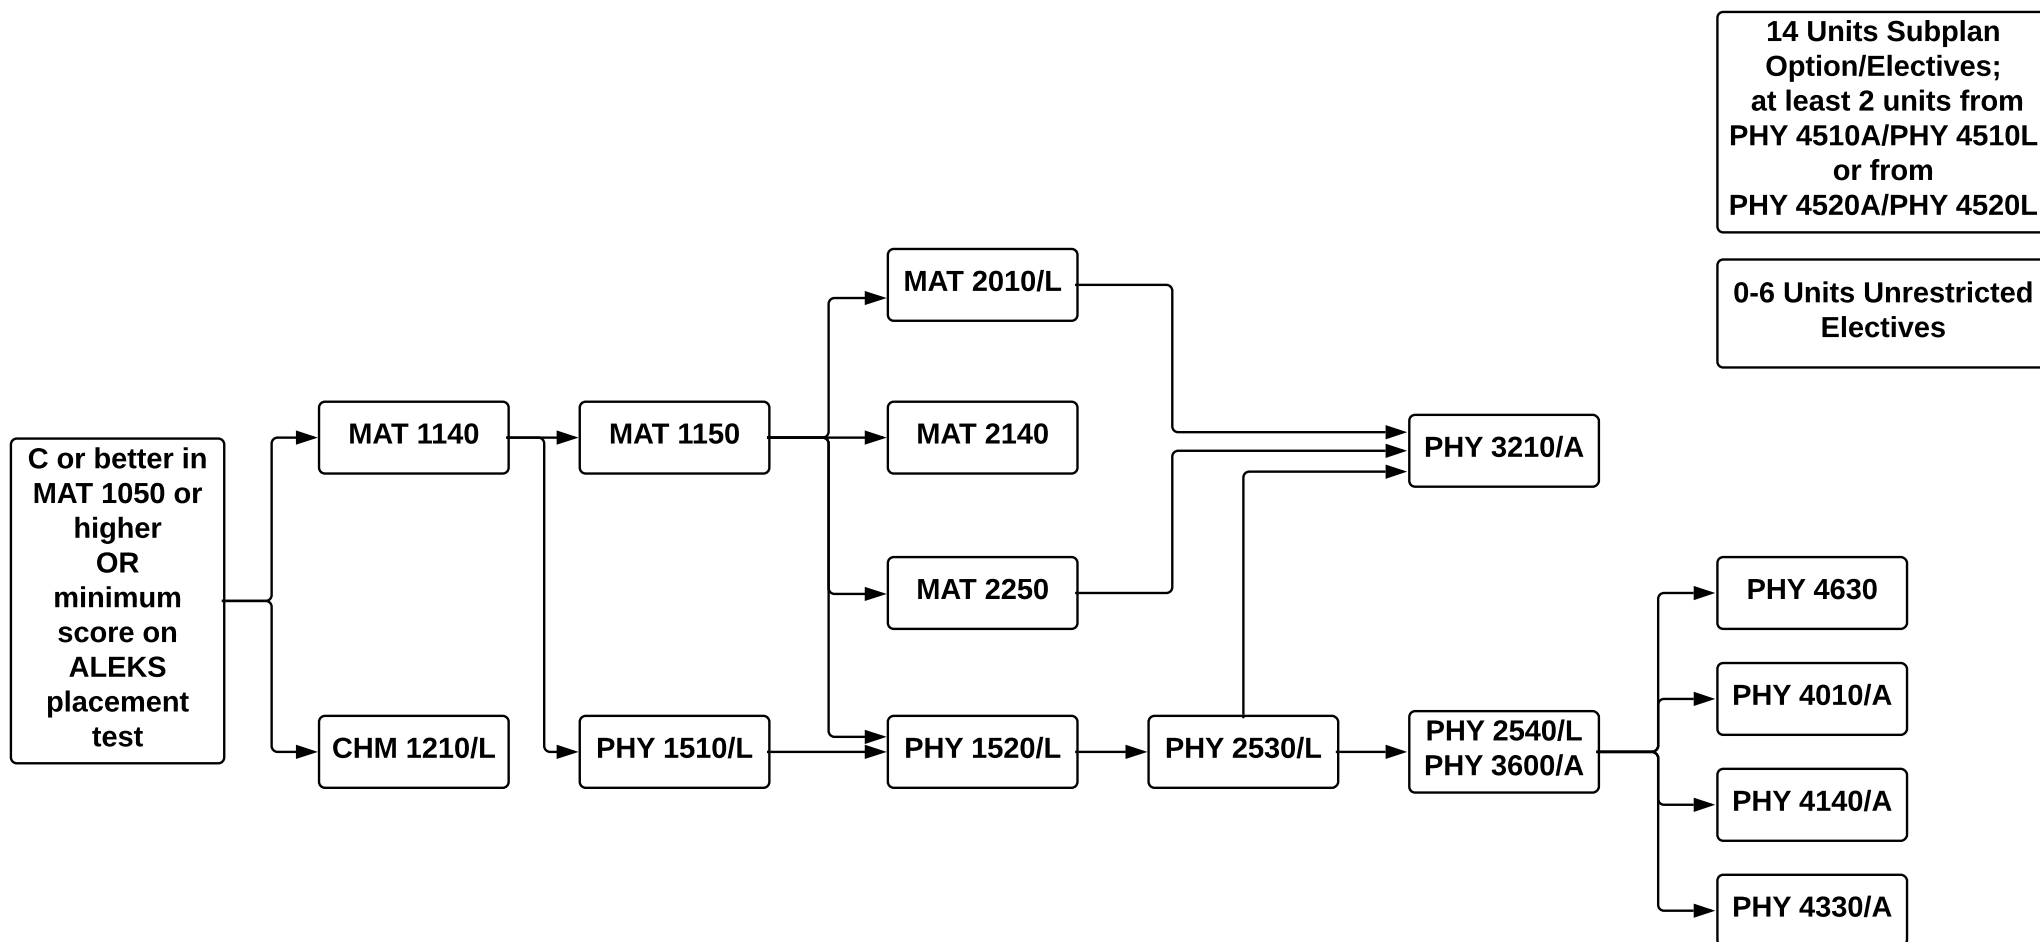 14 Units Subplan
Option/Electives;
at least 2 units from
PHY 4510A/PHY 4510L
or from
PHY 4520A/PHY 4520L
0-6 Units Unrestricted
Electives
C or better in
MAT 1050 or
higher
OR
minimum
score on
ALEKS
placement
test
MAT 1140
CHM 1210/L
MAT 1150
PHY 1510/L
MAT 2010/L
MAT 2140
MAT 2250
PHY 1520/L
PHY 2530/L
PHY 3210/A
PHY 2540/L
PHY 3600/A
PHY 4630
PHY 4010/A
PHY 4140/A
PHY 4330/A